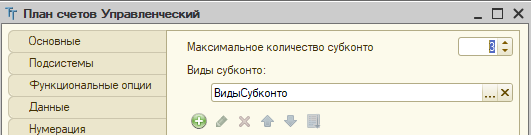 План счетов Управленческий
Основные
Подсистемы
Функциональные опции
Данные
Нумерация
Максимальное количество субконто 3
Виды субконто:
ВидыСубконто ...